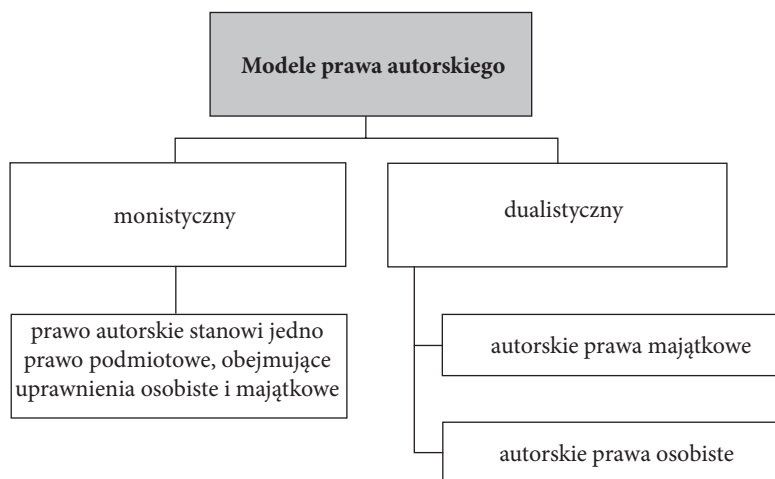 Modele prawa autorskiego
monistyczny
dualistyczny
prawo autorskie stanowi jedno
prawo podmiotowe, obejmujące
uprawnienia osobiste i majątkowe
autorskie prawa majątkowe
autorskie prawa osobiste